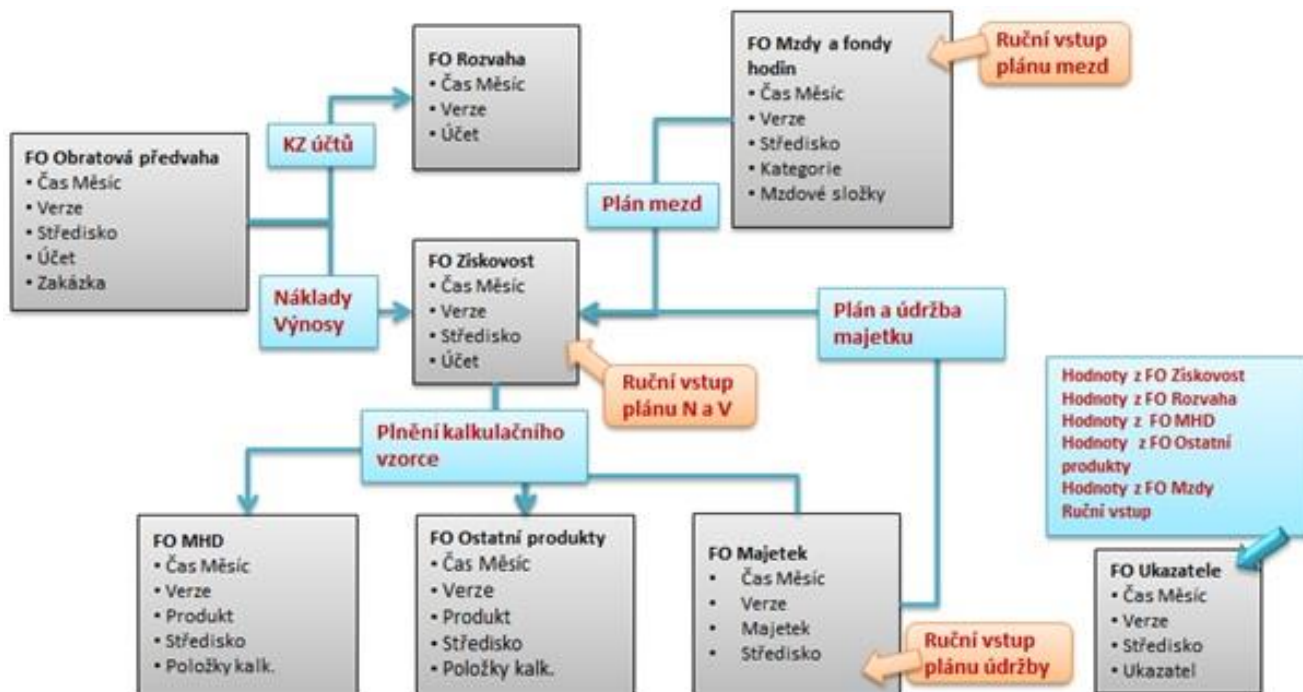 FO Rozvaha
• Čas Měsíc
• Verze
• Účet
FO Mzdy a fondy
hodin
• Čas Měsíc
• Verze
• Středisko
• Kategorie
• Mzdové složky
Ruční vstup
plánu mezd
KZ účtů
FO Obratová předvaha
• Čas Měsíc
• Verze
• Středisko
• Účet
• Zakázka
Plán mezd
Náklady
Výnosy
FO Ziskovost
• Čas Měsíc
• Verze
• Středisko
• Účet
Plán a údržba
majetku
Ruční vstup
plánu N a V
Plnění kalkulačního
vzorce
Hodnoty z FO Ziskovost
Hodnoty z FO Rozvaha
Hodnoty z FO MHD
Hodnoty z FO Ostatní
produkty
Hodnoty z FO Mzdy
Ruční vstup
FO MHD
• Čas Měsíc
• Verze
• Produkt
• Středisko
• Položky kalk.
FO Ostatní produkty
• Čas Měsíc
• Verze
• Produkt
• Středisko
• Položky kalk.
FO Majetek
• Čas Měsíc
• Verze
• Majetek
• Středisko
Ruční vstup
plánu údržby
FO Ukazatele
• Čas Měsíc
• Verze
• Středisko
• Ukazatel